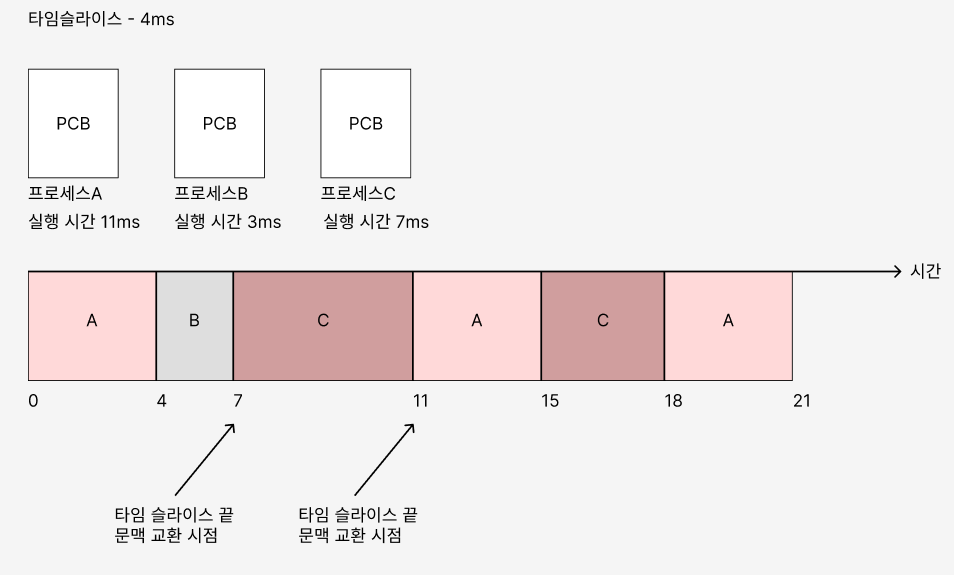 타임슬라이스 - 4ms
PCB
PCB
PCB
프로세스A
프로세스B
프로세스C
실행 시간 11ms
실행 시간 3ms
실행 시간 7ms
시간
A
B
C
A
C
A
0
4
7
11
15
18
21
타임 슬라이스 끝
문맥 교환 시점
타임 슬라이스 끝
문맥 교환 시점